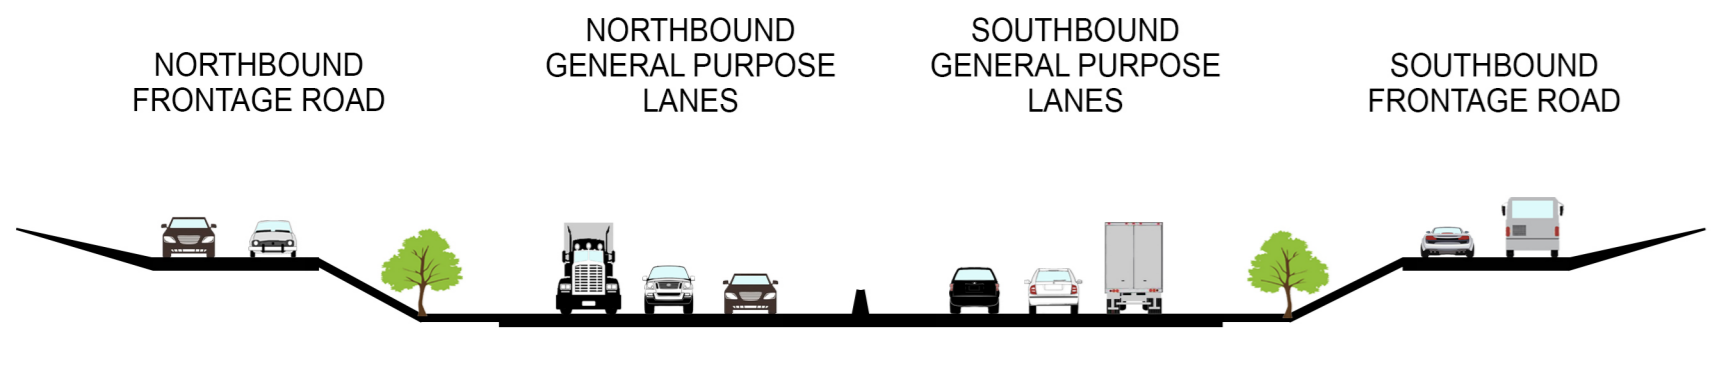 NORTHBOUND
FRONTAGE ROAD
NORTHBOUND
GENERAL PURPOSE
LANES
SOUTHBOUND
GENERAL PURPOSE
LANES
SOUTHBOUND
FRONTAGE ROAD